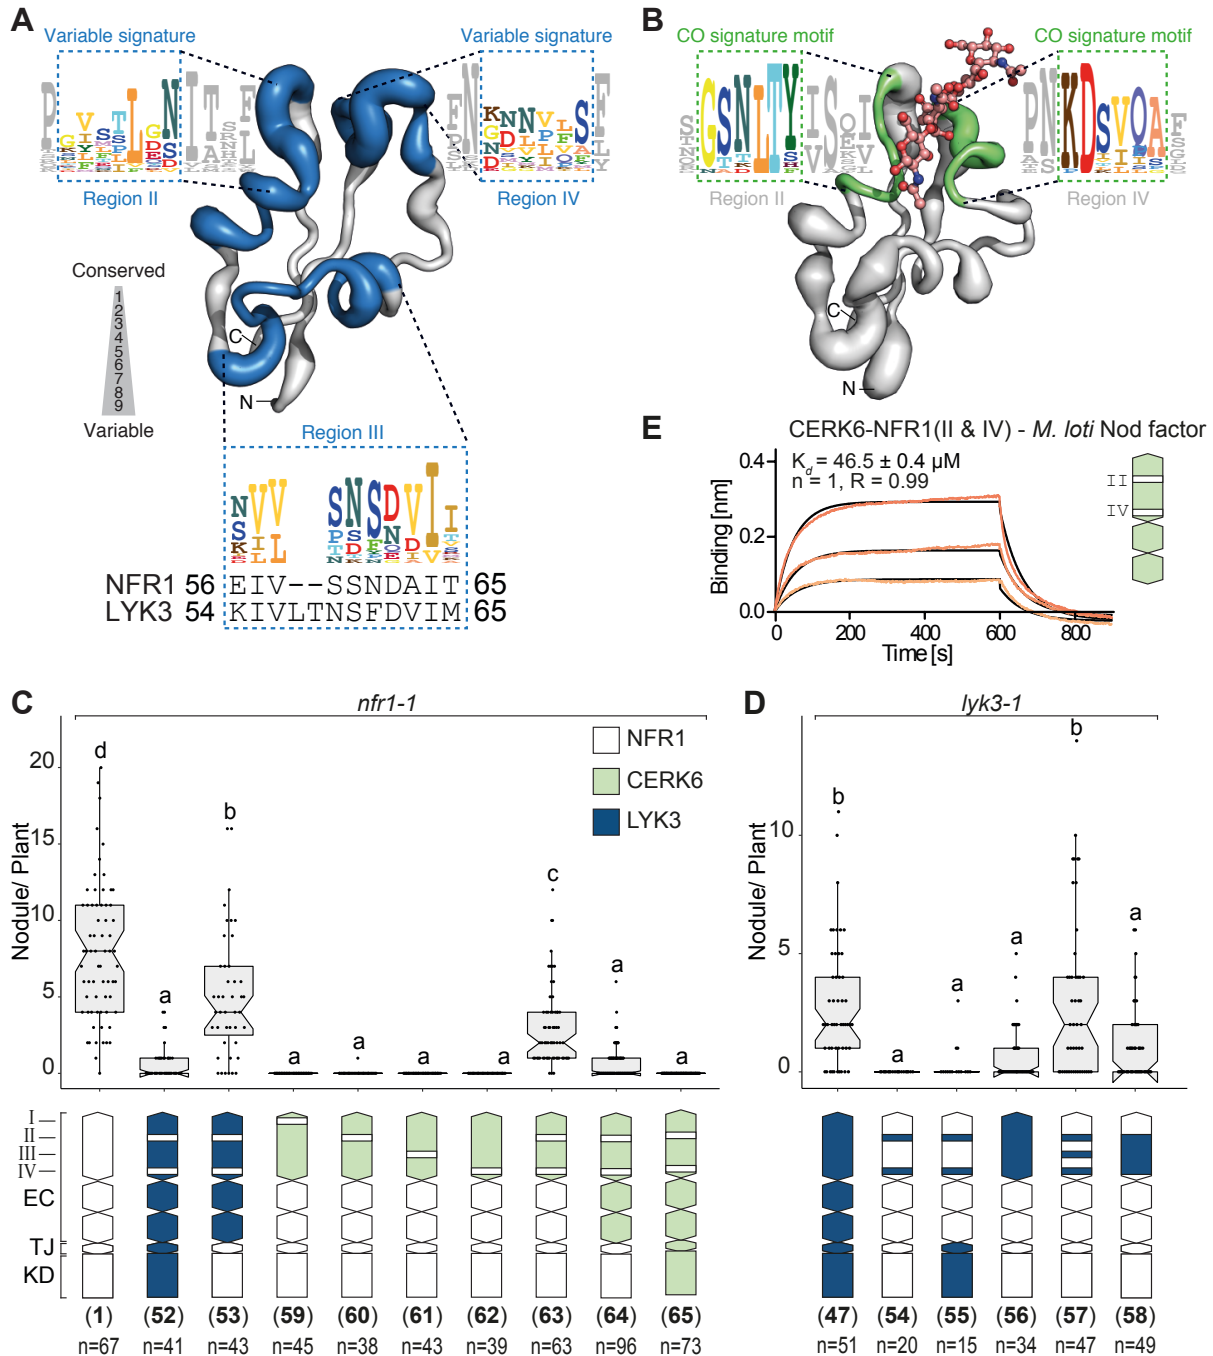 A
Variable signature
Variable signature
Region II
Region IV
Conserved
1
2
3
4
5
6
7
8
9
Variable
C
N
Region III
NFR1 56 EIV--SSNDAIT 65
LYK3 54 KIVLTNSFDVIM 65
B
CO signature motif
CO signature motif
Region II
Region IV
C
N
E
CERK6-NFR1(II & IV) - M. loti Nod factor
Kd = 46.5 ± 0.4 µM
n = 1, R = 0.99
Binding [nm]
0.4
0.2
0.0
0 200 400 600 800
Time [s]
II
IV
C
nfr1-1
NFR1
CERK6
LYK3
Nodule/ Plant
20
15
10
5
0
d a b a a a a c a a
I
II
III
IV
EC
TJ
KD
(1) (52) (53) (59) (60) (61) (62) (63) (64) (65)
n=67 n=41 n=43 n=45 n=38 n=43 n=39 n=63 n=96 n=73
D
lyk3-1
Nodule/ Plant
10
5
0
b a a a b a
(47) (54) (55) (56) (57) (58)
n=51 n=20 n=15 n=34 n=47 n=49